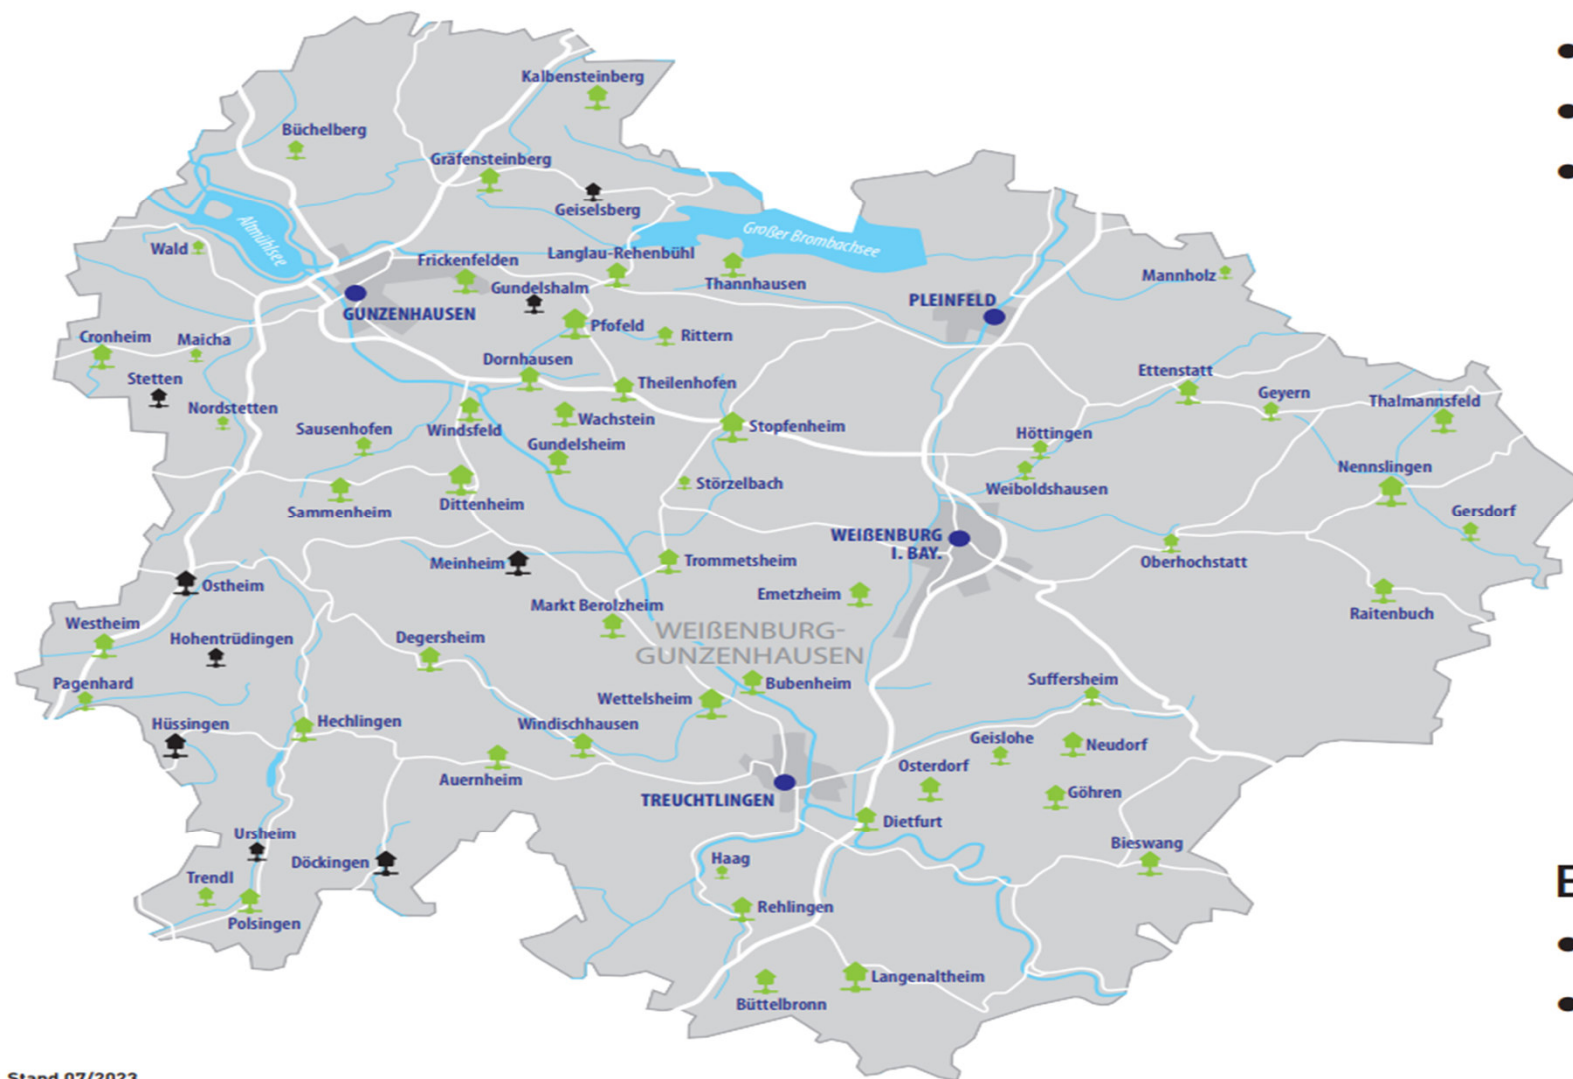 Kalbensteinberg
Büchelberg
Gräfensteinberg
Geiselsberg
Altmühlsee
Großer Brombachsee
Wald
Frickenfelden
Langlau-Rehenbühl
Thannhausen
Mannholz
Gundelshalm
PLEINFELD
GUNZENHAUSEN
Pfofeld
Rittern
Cronheim
Maicha
Dornhausen
Stetten
Theilenhofen
Ettenstatt
Geyern
Thalmannsfeld
Nordstetten
Sausenhofen
Windsfeld
Wachstein
Stopfenheim
Höttingen
Gundelsheim
Nennslingen
Störzelbach
Weiboldshausen
Sammenheim
Dittenheim
Gersdorf
WEIßENBURG
I. BAY.
Meinheim
Trommetsheim
Oberhochstatt
Ostheim
Emetzheim
Markt Berolzheim
Raitenbuch
Westheim
Hohentrüdingen
Degersheim
WEIßENBURG-
GUNZENHAUSEN
Pagenhard
Bubenheim
Suffersheim
Wettelsheim
Hüssingen
Hechlingen
Windischhausen
Geislohe
Neudorf
Auernheim
Osterdorf
TREUCHTLINGEN
Göhren
Dietfurt
Ursheim
Döckingen
Haag
Bieswang
Trendl
Rehlingen
Polsingen
Langenaltheim
Büttelbronn
Stand 07/2023